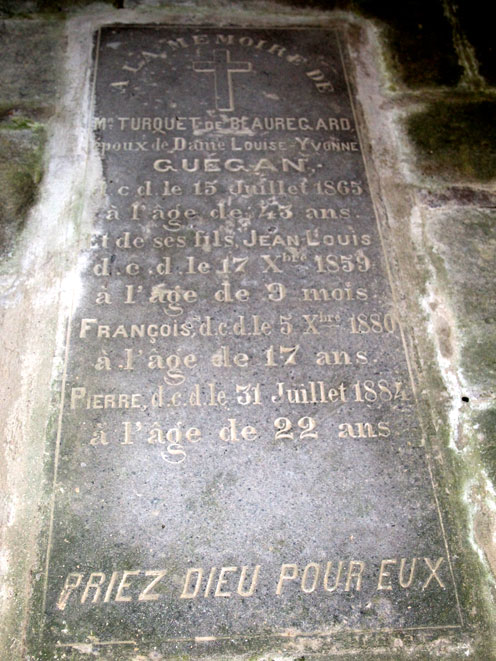 A LA MEMOIRE DE
Mr TURQUET DE BEAUREGARD,
époux de Dame LOUISE-YVONNE
GUÉGAN,
d.c.d. le 15 Juillet 1865
à l'âge de 43 ans.
Et de ses fils, JEAN LOUIS
d.c.d. le 17 Xbre 1859
à l'âge de 9 mois.
FRANÇOIS, d.c.d. le 5 Xbre 1880
à l'âge de 17 ans.
PIERRE, d.c.d. le 31 Juillet 1884
à l'âge de 22 ans
PRIEZ DIEU POUR EUX